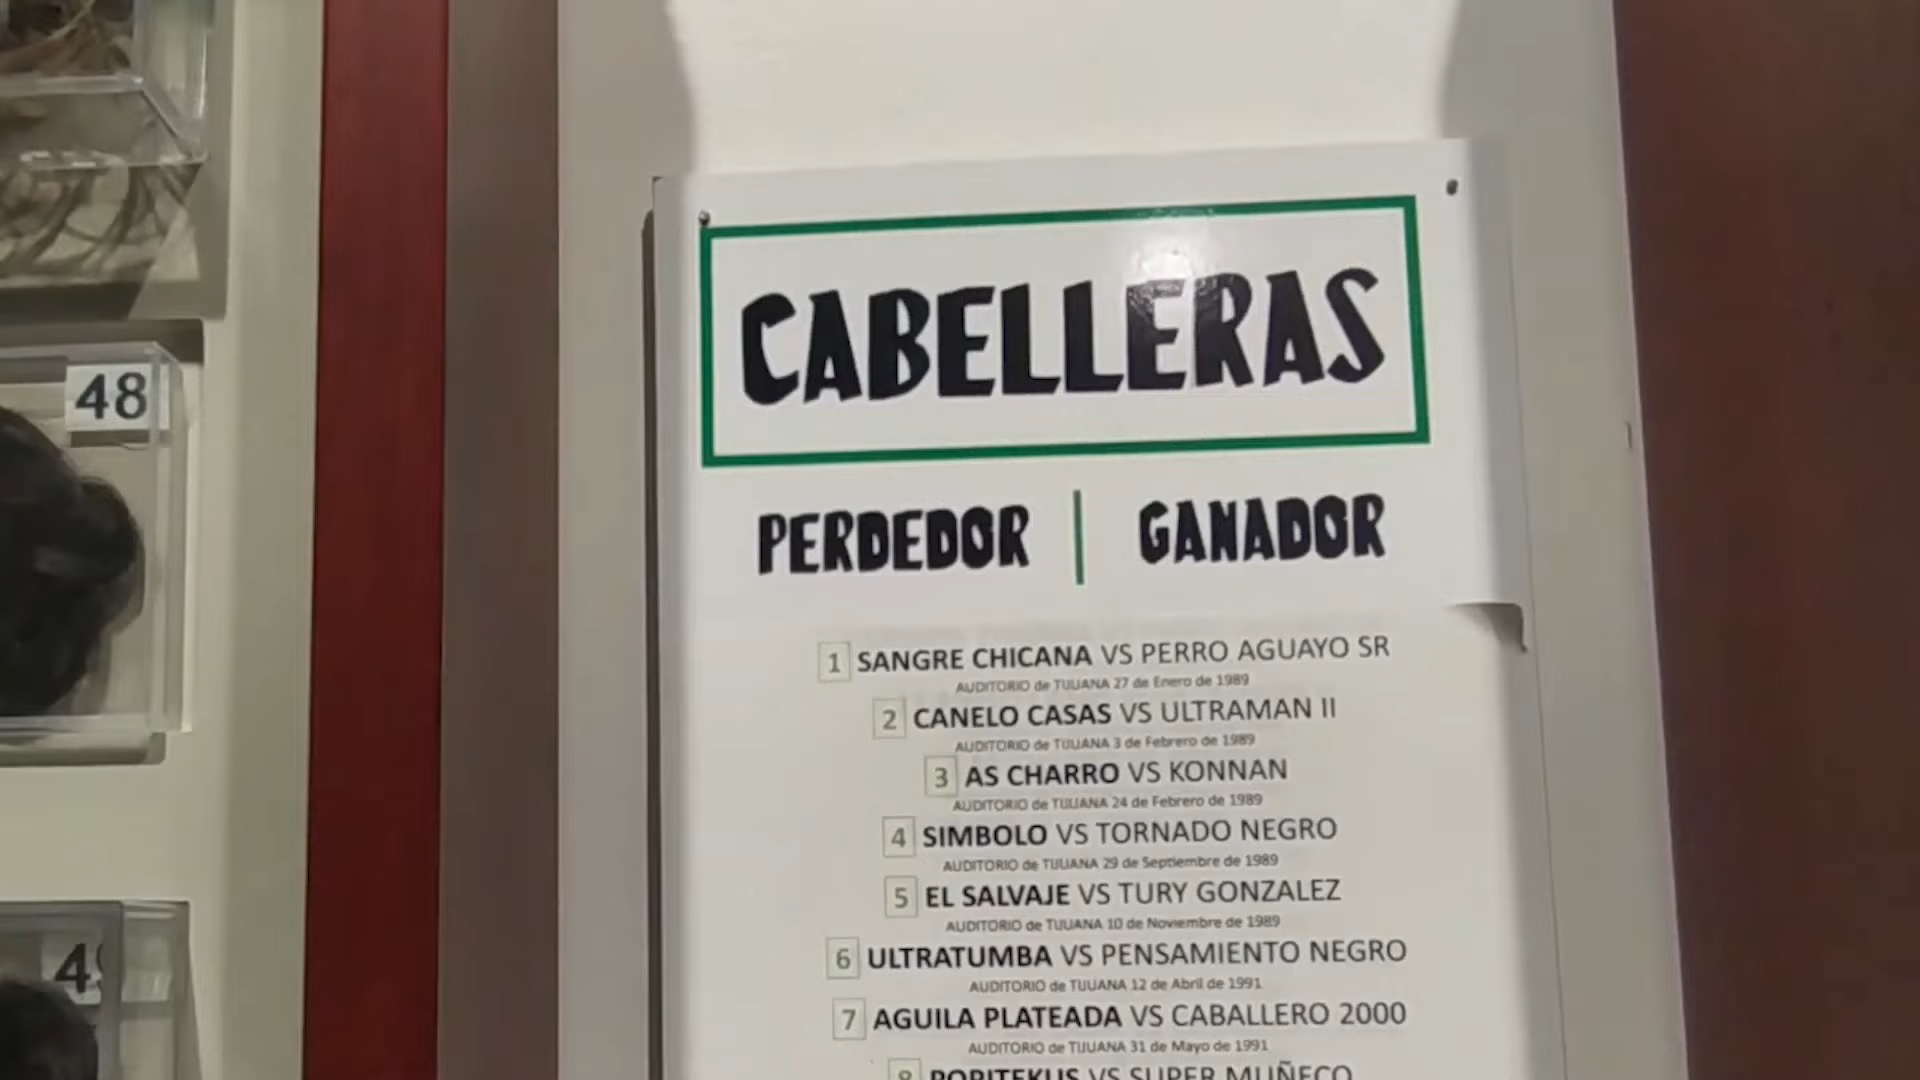 48
CABELLERAS
PERDEDOR | GANADOR
1 SANGRE CHICANA VS PERRO AGUAYO SR
AUDITORIO de TIJUANA 27 de Enero de 1989
2 CANELO CASAS VS ULTRAMAN II
AUDITORIO de TIJUANA 3 de Febrero de 1989
3 AS CHARRO VS KONNAN
AUDITORIO de TIJUANA 24 de Febrero de 1989
4 SIMBOLO VS TORNADO NEGRO
AUDITORIO de TIJUANA 29 de Septiembre de 1989
5 EL SALVAJE VS TURY GONZALEZ
AUDITORIO de TIJUANA 10 de Noviembre de 1989
6 ULTRATUMBA VS PENSAMIENTO NEGRO
AUDITORIO de TIJUANA 12 de Abril de 1991
7 AGUILA PLATEADA VS CABALLERO 2000
AUDITORIO de TIJUANA 31 de Mayo de 1991
8 VS SUPER MUÑECO